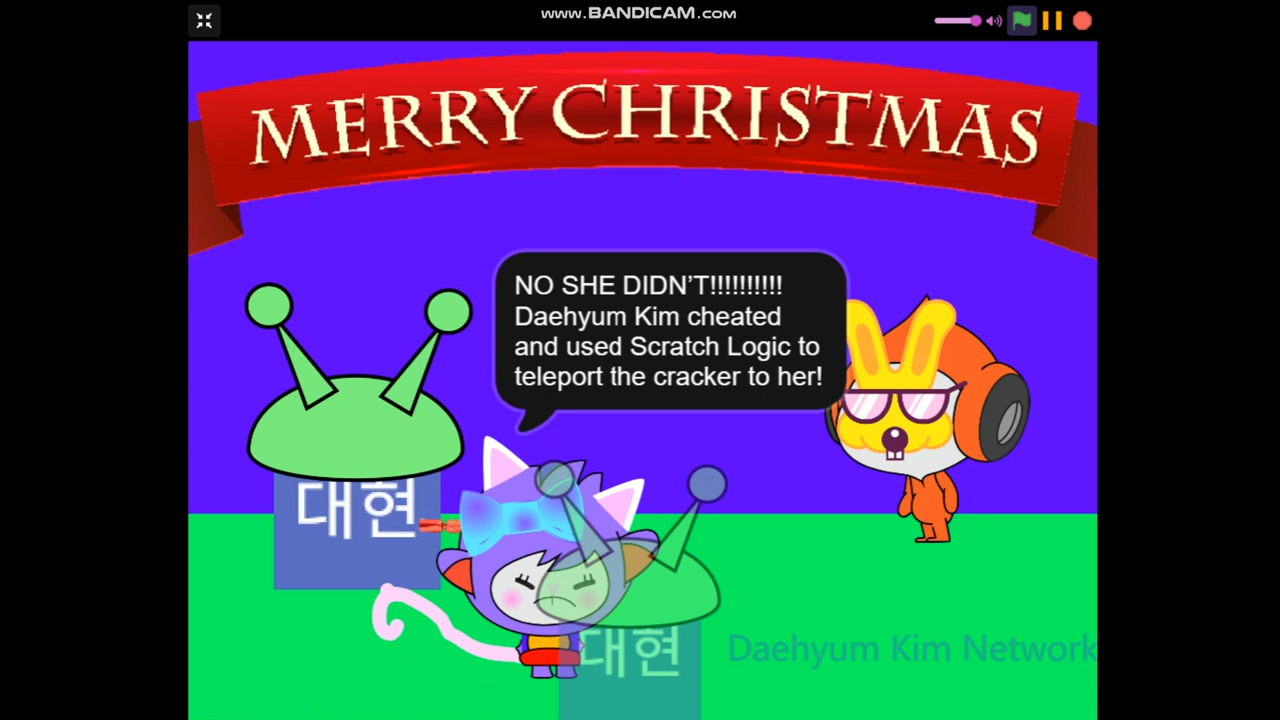 www.BANDICAM.com
MERRY CHRISTMAS
NO SHE DIDN’T!!!!!!!!!!
Daehyum Kim cheated
and used Scratch Logic to
teleport the cracker to her!
대현
대현
Daehyum Kim Network